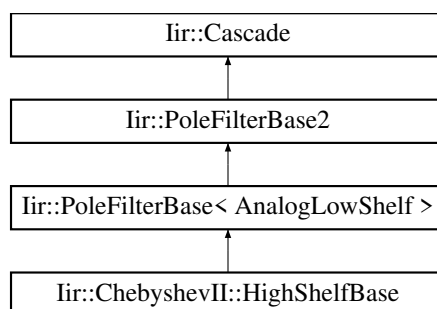 Iir::Cascade
Iir::PoleFilterBase2
Iir::PoleFilterBase< AnalogLowShelf >
Iir::ChebyshevII::HighShelfBase